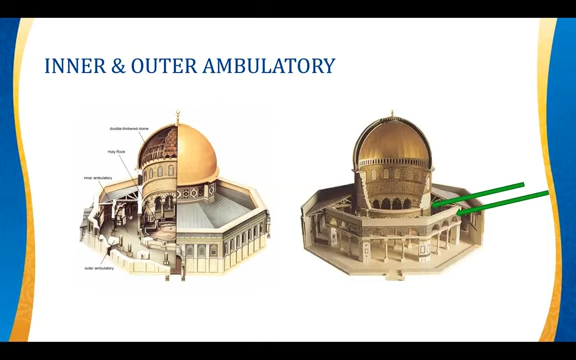 INNER & OUTER AMBULATORY
double-timbered dome
Holy Rock
inner ambulatory
outer ambulatory